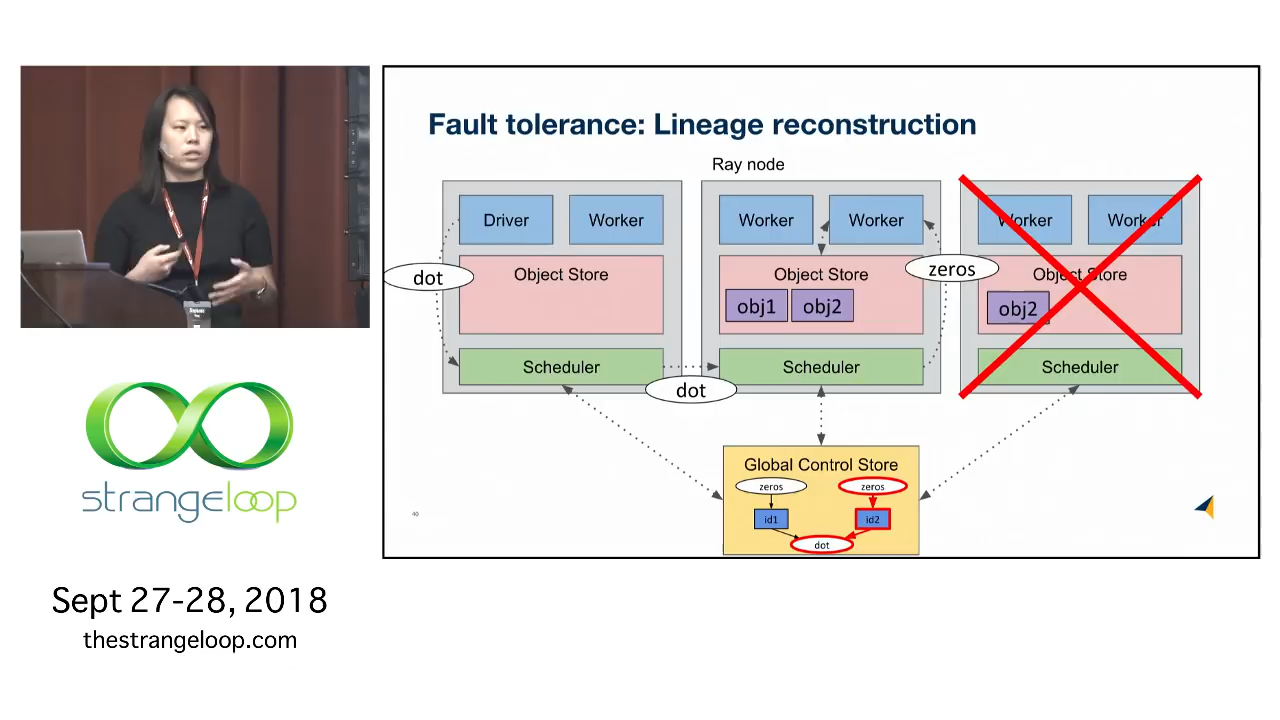 Fault tolerance: Lineage reconstruction
Ray node
Driver
Worker
Worker
Worker
Worker
Worker
dot
Object Store
Object Store
zeros
Object Store
obj1
obj2
obj2
Scheduler
Scheduler
Scheduler
dot
Global Control Store
zeros
zeros
id1
id2
dot
40
strangeloop
Sept 27-28, 2018
thestrangeloop.com